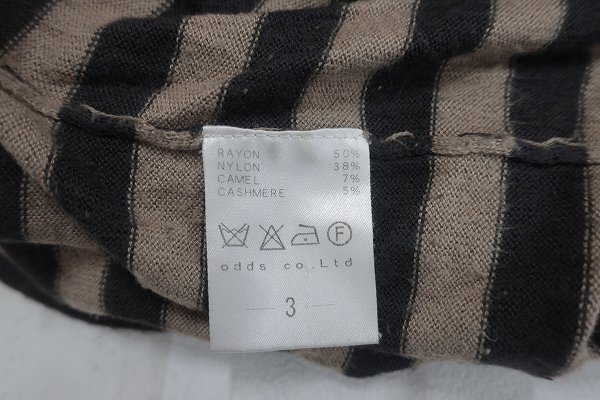 RAYON 50%
NYLON 38%
CAMEL 7%
CASHMERE 5%
F
odds co.,Ltd
— 3 —